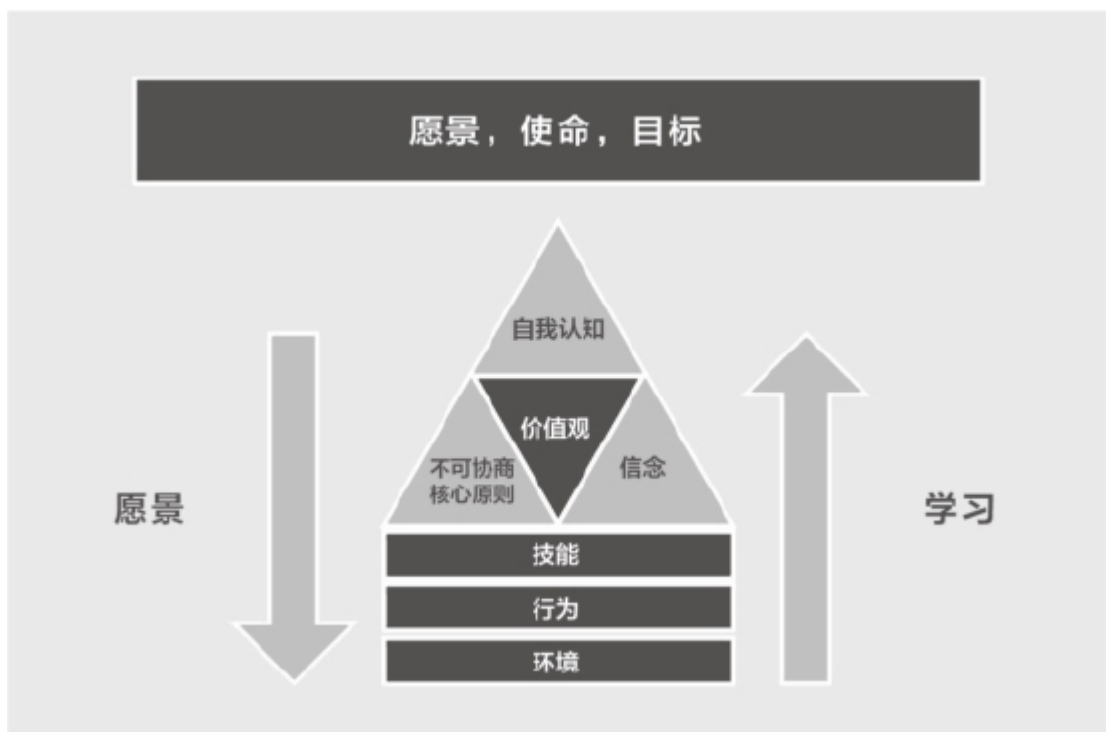 愿景，使命，目标
自我认知
价值观
不可协商
核心原则
信念
愿景
学习
技能
行为
环境